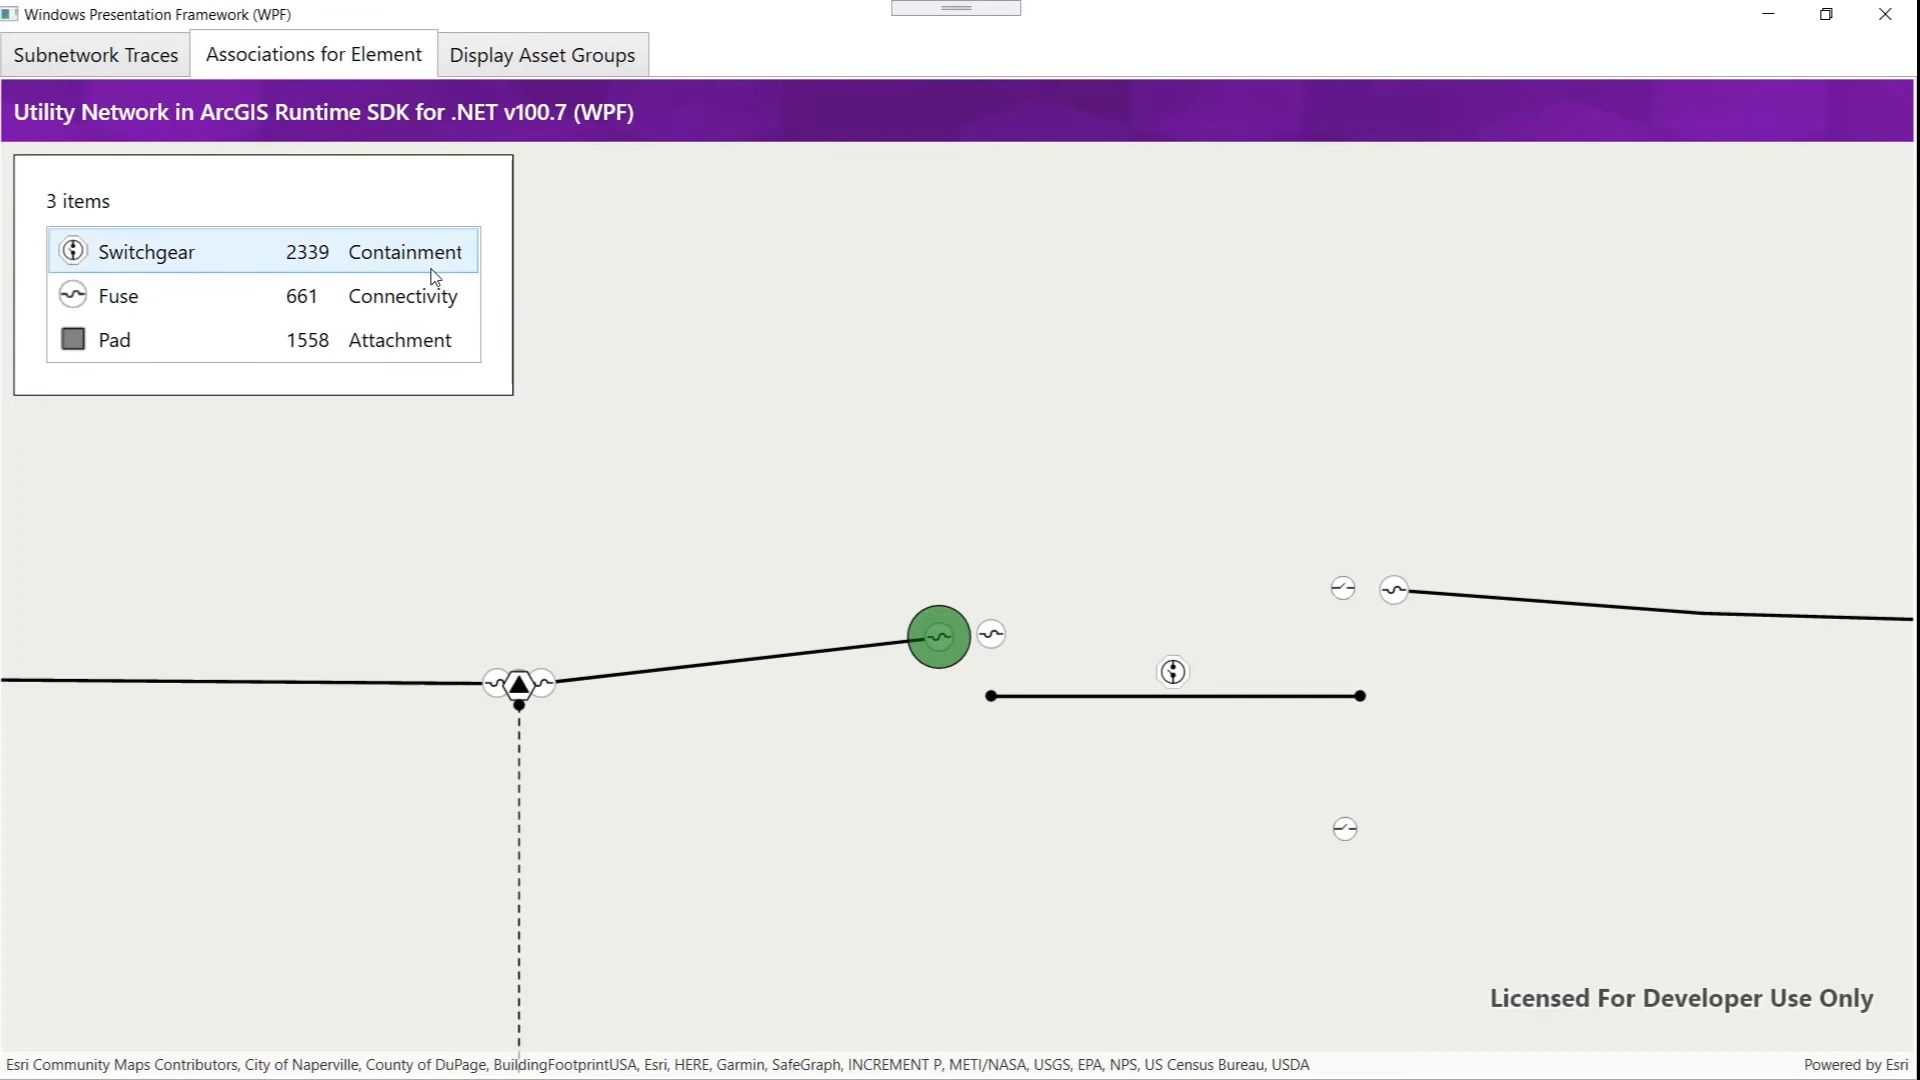 Windows Presentation Framework (WPF)
Subnetwork Traces Associations for Element Display Asset Groups
Utility Network in ArcGIS Runtime SDK for .NET v100.7 (WPF)
3 items
Switchgear 2339 Containment
Fuse 661 Connectivity
Pad 1558 Attachment
Licensed For Developer Use Only
Esri Community Maps Contributors, City of Naperville, County of DuPage, BuildingFootprintUSA, Esri, HERE, Garmin, SafeGraph, INCREMENT P, METI/NASA, USGS, EPA, NPS, US Census Bureau, USDA Powered by Esri